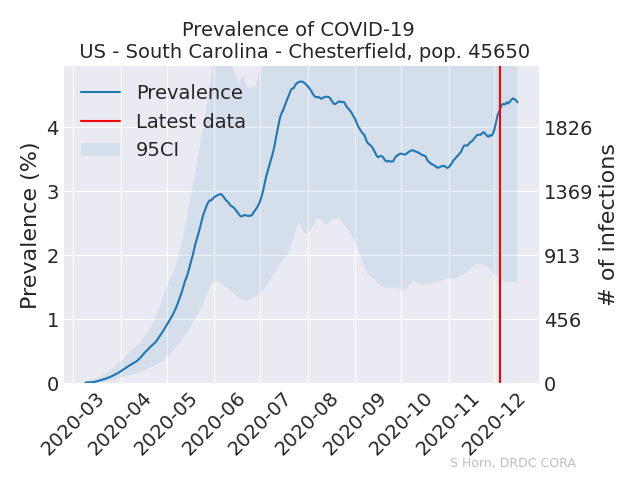 Prevalence of COVID-19
US - South Carolina - Chesterfield, pop. 45650
Prevalence
Latest data
95CI
Prevalence (%)
4
3
2
1
0
1826
1369
913
456
0
# of infections
2020-03
2020-04
2020-05
2020-06
2020-07
2020-08
2020-09
2020-10
2020-11
2020-12
S Horn, DRDC CORA